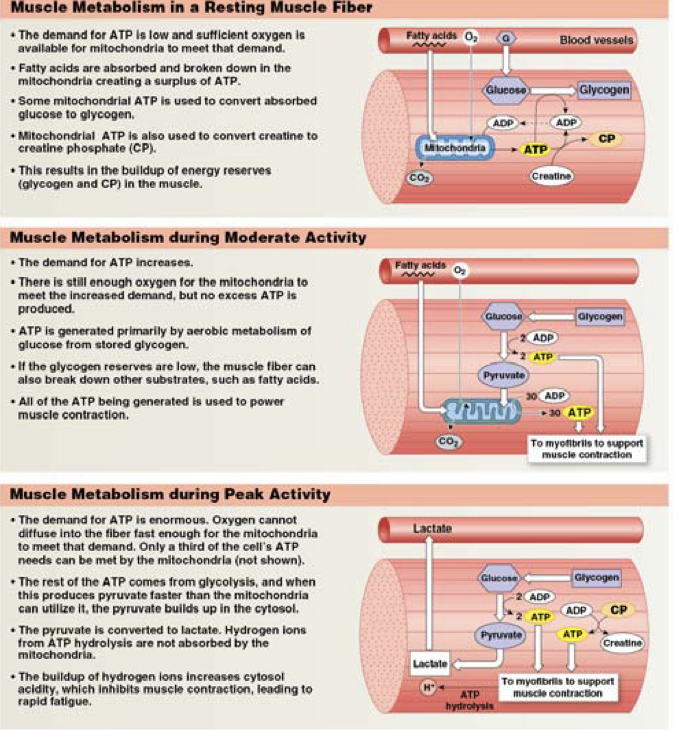 Muscle Metabolism in a Resting Muscle Fiber
• The demand for ATP is low and sufficient oxygen is
available for mitochondria to meet that demand.
• Fatty acids are absorbed and broken down in the
mitochondria creating a surplus of ATP.
• Some mitochondrial ATP is used to convert absorbed
glucose to glycogen.
• Mitochondrial ATP is also used to convert creatine to
creatine phosphate (CP).
• This results in the buildup of energy reserves
(glycogen and CP) in the muscle.
Fatty acids O₂ G Blood vessels
Glucose Glycogen
ADP ADP
CP
Mitochondria ATP
CO₂ Creatine
Muscle Metabolism during Moderate Activity
• The demand for ATP increases.
• There is still enough oxygen for the mitochondria to
meet the increased demand, but no excess ATP is
produced.
• ATP is generated primarily by aerobic metabolism of
glucose from stored glycogen.
• If the glycogen reserves are low, the muscle fiber can
also break down other substrates, such as fatty acids.
• All of the ATP being generated is used to power
muscle contraction.
Fatty acids O₂
Glucose Glycogen
2 ADP
2 ATP
Pyruvate
30 ADP
30 ATP
CO₂
To myofibrils to support
muscle contraction
Muscle Metabolism during Peak Activity
• The demand for ATP is enormous. Oxygen cannot
diffuse into the fiber fast enough for the mitochondria
to meet that demand. Only a third of the cell's ATP
needs can be met by the mitochondria (not shown).
• The rest of the ATP comes from glycolysis, and when
this produces pyruvate faster than the mitochondria
can utilize it, the pyruvate builds up in the cytosol.
• The pyruvate is converted to lactate. Hydrogen ions
from ATP hydrolysis are not absorbed by the
mitochondria.
• The buildup of hydrogen ions increases cytosol
acidity, which inhibits muscle contraction, leading to
rapid fatigue.
Lactate
Glucose Glycogen
2 ADP
2 ATP ADP CP
Pyruvate ATP Creatine
Lactate
H⁺ ATP
hydrolysis
To myofibrils to support
muscle contraction